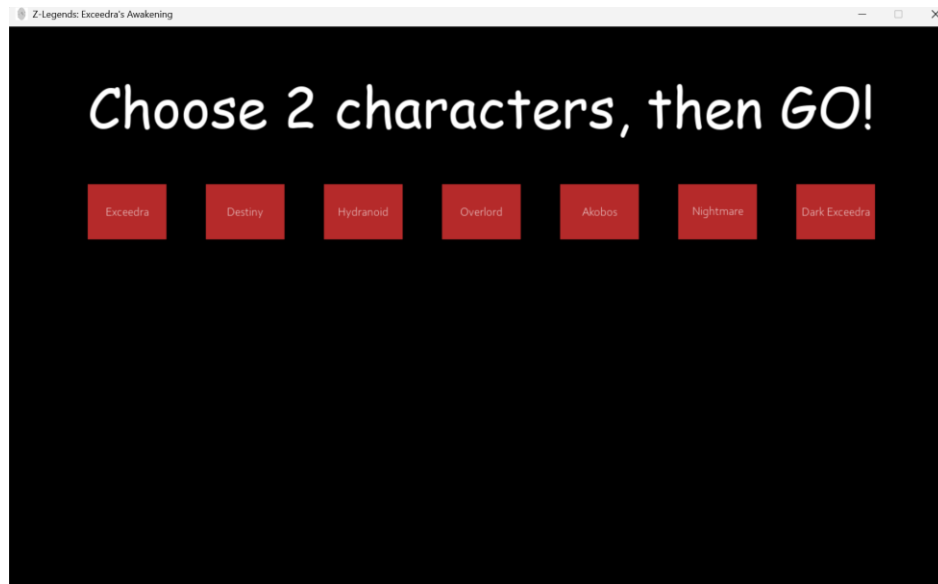 Z-Legends: Exceedra's Awakening
Choose 2 characters, then GO!
Exceedra Destiny Hydranoid Overlord Akobos Nightmare Dark Exceedra